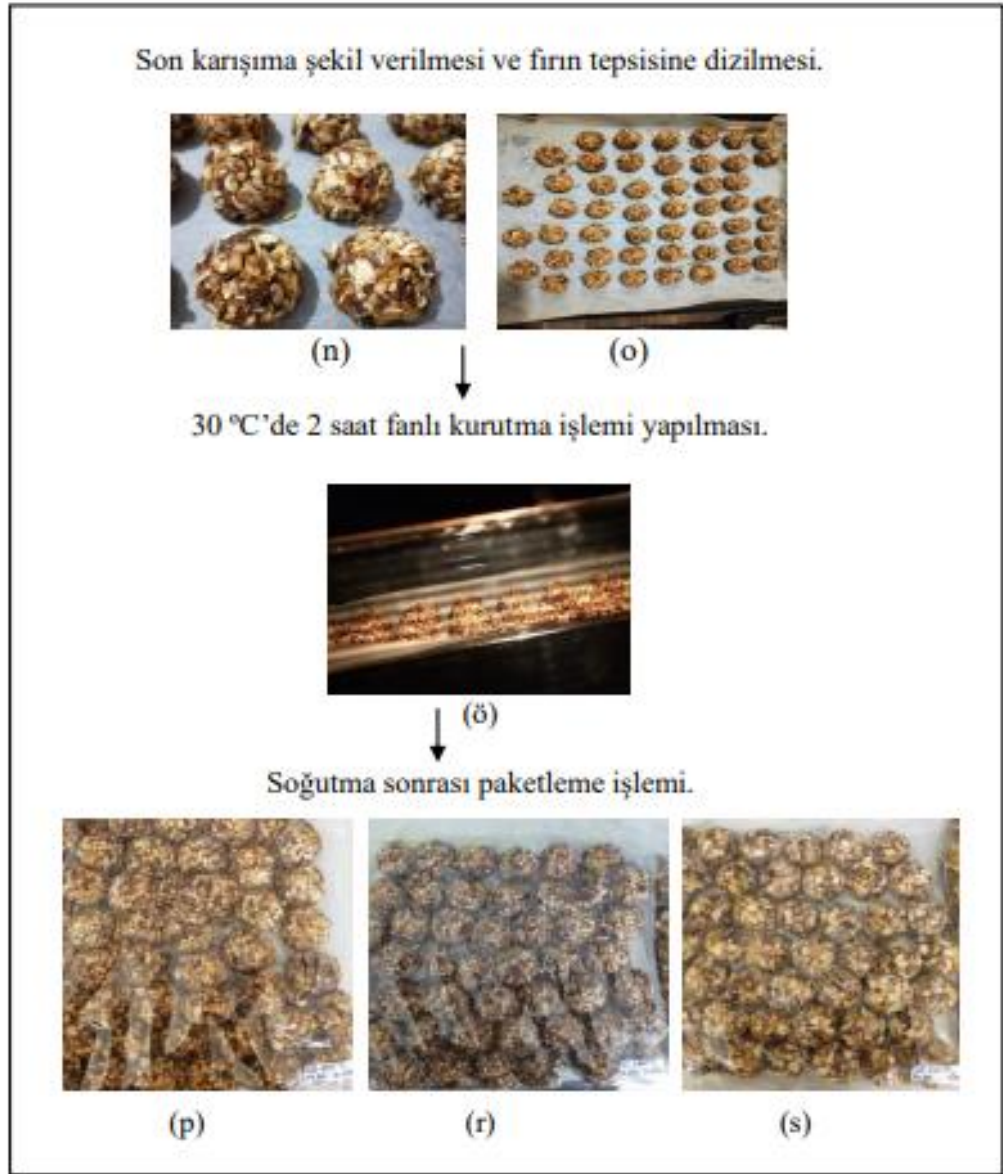 Son karışıma şekil verilmesi ve fırın tepsisine dizilmesi.
(n)
(o)
30 ºC’de 2 saat fanlı kurutma işlemi yapılması.
(ö)
Soğutma sonrası paketleme işlemi.
(p)
(r)
(s)